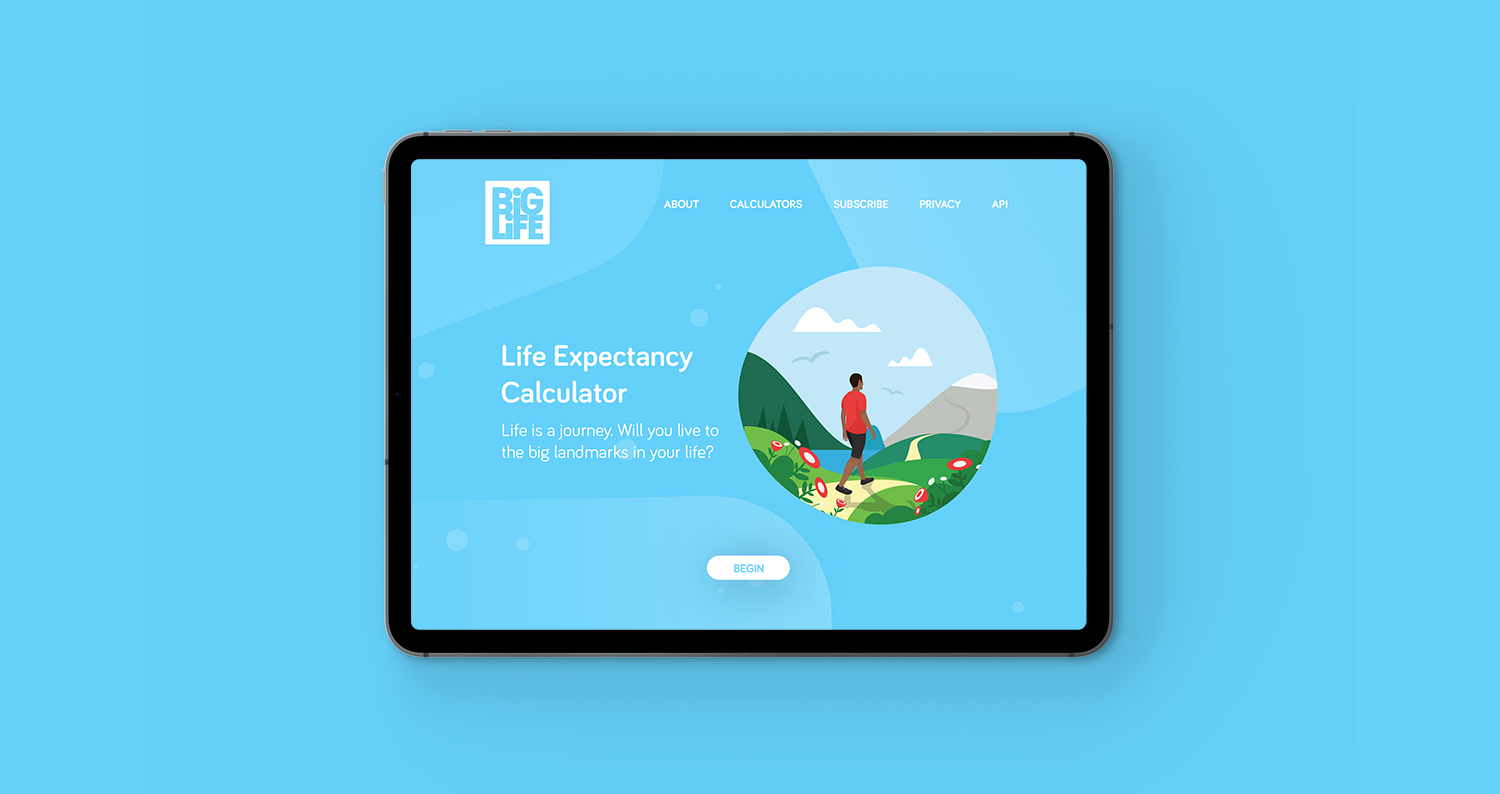 BiG
LiFE
ABOUT CALCULATORS SUBSCRIBE PRIVACY API
Life Expectancy
Calculator
Life is a journey. Will you live to
the big landmarks in your life?
BEGIN